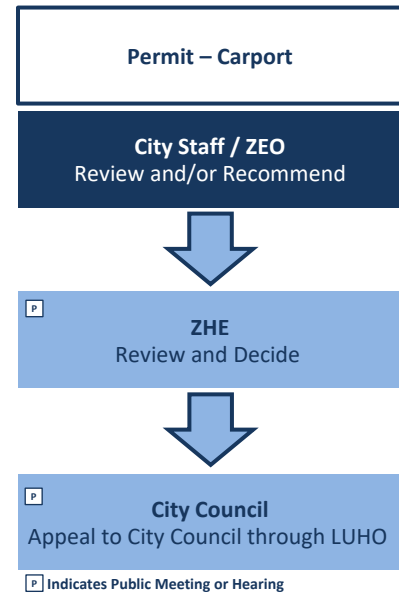 Permit – Carport
City Staff / ZEO
Review and/or Recommend
P
ZHE
Review and Decide
P
City Council
Appeal to City Council through LUHO
P Indicates Public Meeting or Hearing